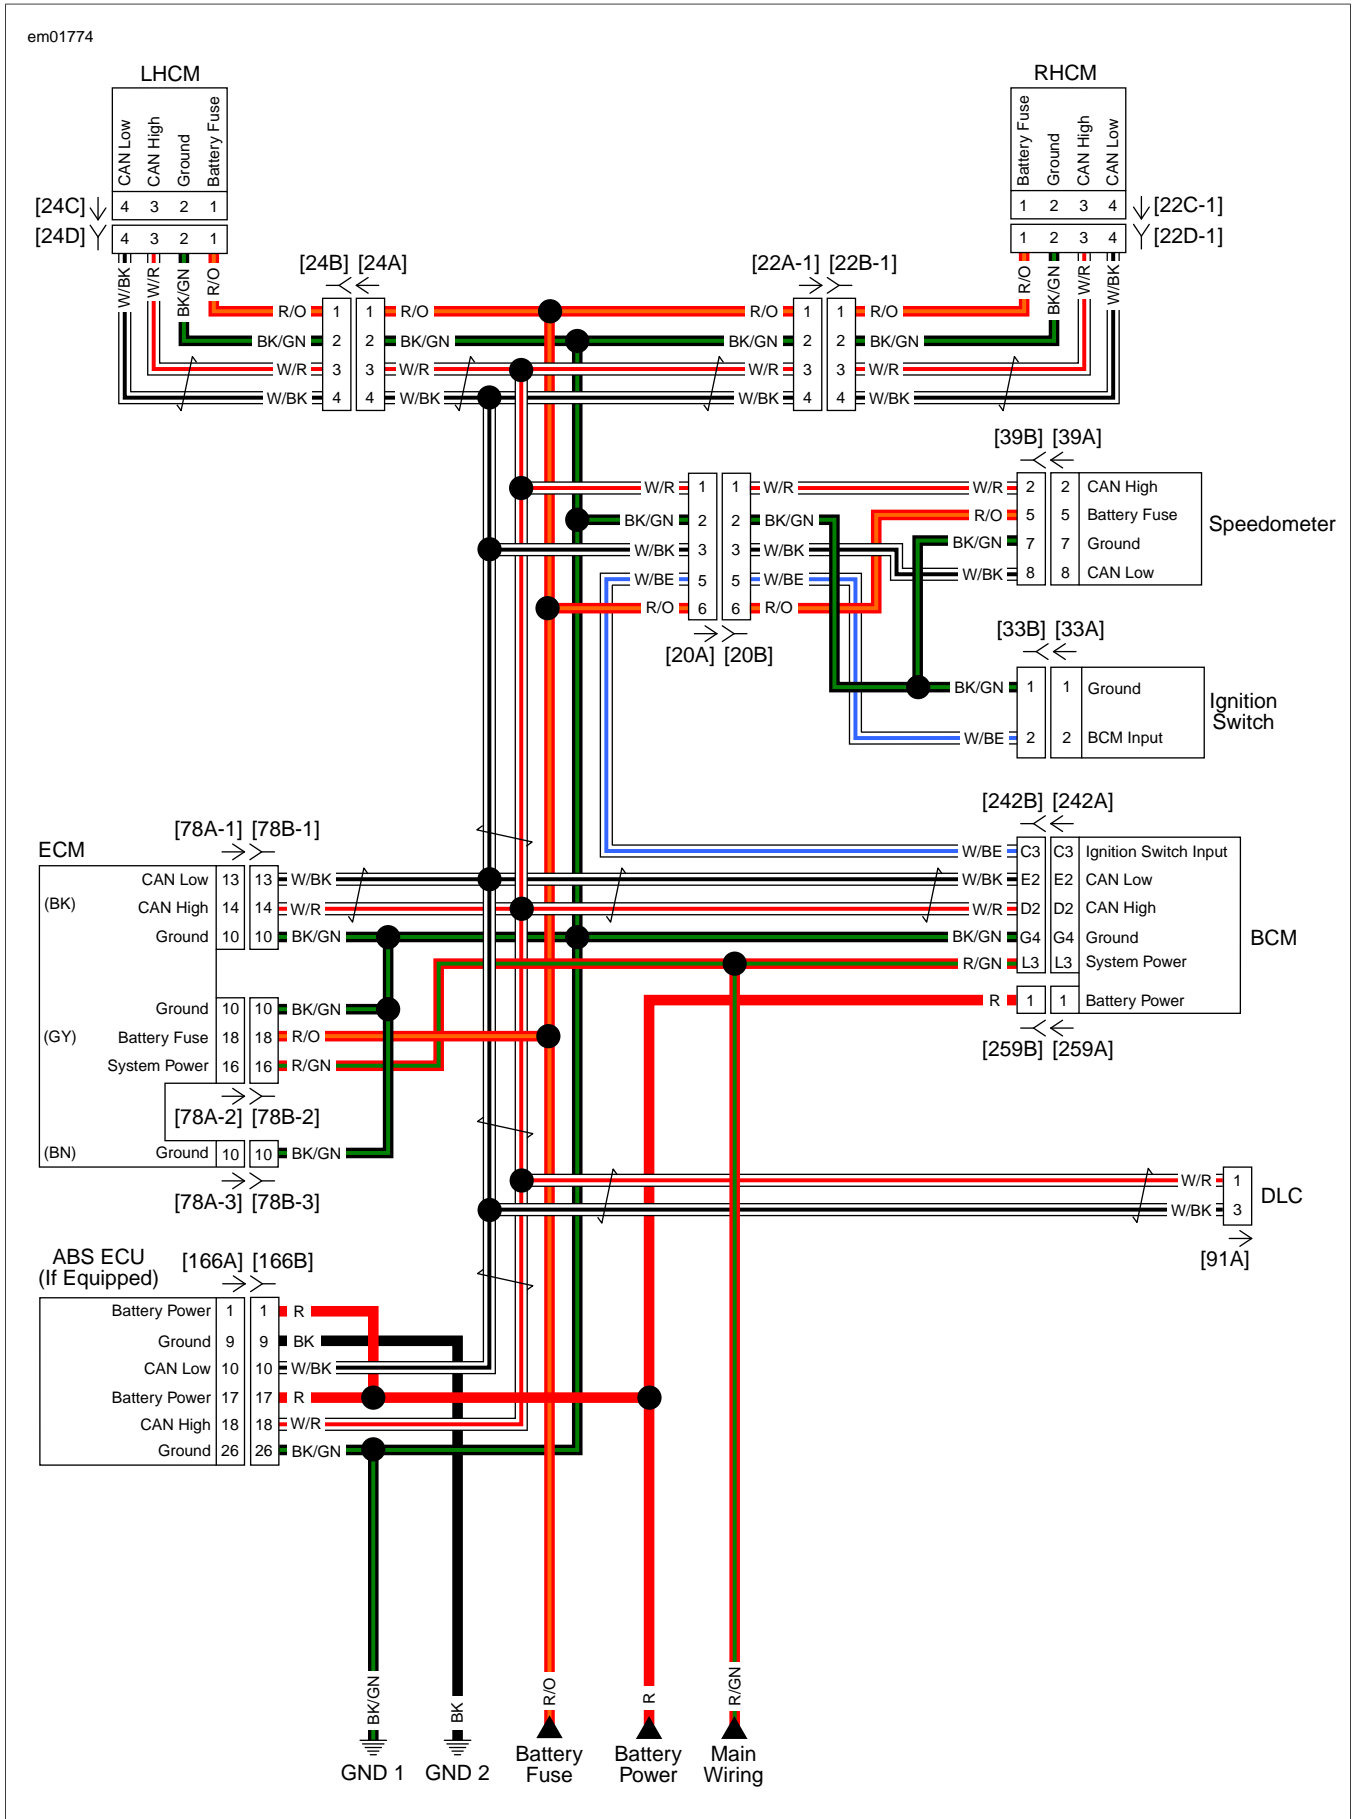 em01774
LHCM
RHCM
CAN Low
CAN High
Ground
Battery Fuse
Battery Fuse
Ground
CAN High
CAN Low
[24C] 4 3 2 1
1 2 3 4 [22C-1]
[24D] 4 3 2 1
1 2 3 4 [22D-1]
W/BK W/R BK/GN R/O
R/O BK/GN W/R W/BK
[24B] [24A]
[22A-1] [22B-1]
R/O 1 1 R/O R/O 1 1 R/O
BK/GN 2 2 BK/GN BK/GN 2 2 BK/GN
W/R 3 3 W/R W/R 3 3 W/R
W/BK 4 4 W/BK W/BK 4 4 W/BK
[39B] [39A]
W/R 1 1 W/R W/R 2 2 CAN High
BK/GN 2 2 BK/GN R/O 5 5 Battery Fuse
Speedometer
W/BK 3 3 W/BK BK/GN 7 7 Ground
W/BE 5 5 W/BE W/BK 8 8 CAN Low
R/O 6 6 R/O
[20A] [20B]
[33B] [33A]
BK/GN 1 1 Ground
Ignition
Switch
W/BE 2 2 BCM Input
[242B] [242A]
[78A-1] [78B-1]
ECM
W/BE C3 C3 Ignition Switch Input
CAN Low 13 13 W/BK W/BK E2 E2 CAN Low
(BK)
CAN High 14 14 W/R W/R D2 D2 CAN High
Ground 10 10 BK/GN BK/GN G4 G4 Ground
BCM
R/GN L3 L3 System Power
R 1 1 Battery Power
Ground 10 10 BK/GN
(GY) Battery Fuse 18 18 R/O
[259B] [259A]
System Power 16 16 R/GN
[78A-2] [78B-2]
(BN) Ground 10 10 BK/GN
[78A-3] [78B-3]
W/R 1
DLC
W/BK 3
[91A]
ABS ECU
(If Equipped)
[166A] [166B]
Battery Power 1 1 R
Ground 9 9 BK
CAN Low 10 10 W/BK
Battery Power 17 17 R
CAN High 18 18 W/R
Ground 26 26 BK/GN
BK/GN BK R/O R R/GN
GND 1
GND 2
Battery
Fuse
Battery
Power
Main
Wiring